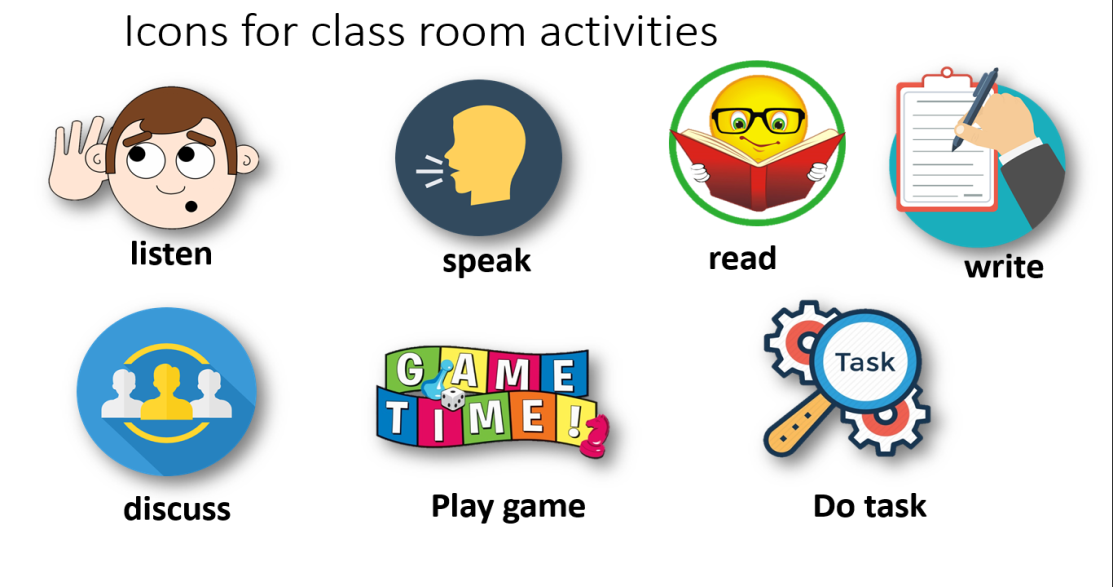 Icons for class room activities
listen
speak
read
write
GAME
TIME!
Task
discuss
Play game
Do task